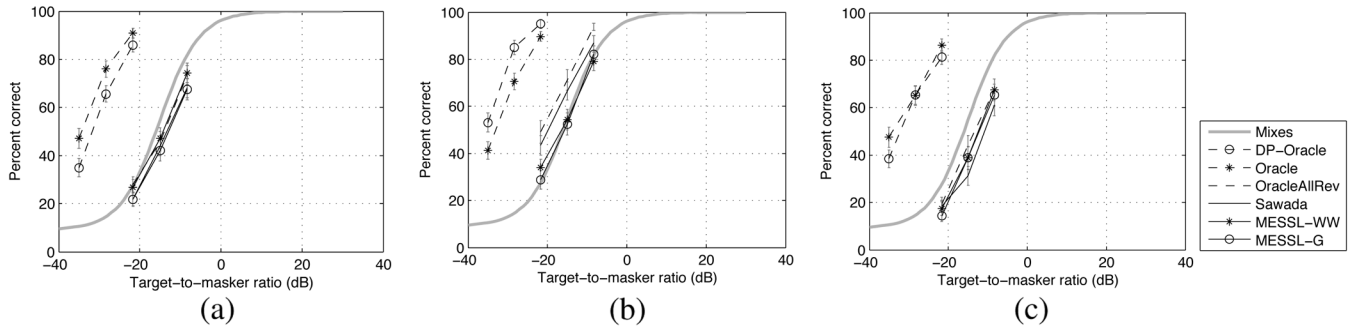 100
80
60
40
20
0
Percent correct
−40
−20
0
20
40
Target−to−masker ratio (dB)
(a)
100
80
60
40
20
0
Percent correct
−40
−20
0
20
40
Target−to−masker ratio (dB)
(b)
100
80
60
40
20
0
Percent correct
−40
−20
0
20
40
Target−to−masker ratio (dB)
(c)
Mixes
DP−Oracle
Oracle
OracleAllRev
Sawada
MESSL−WW
MESSL−G